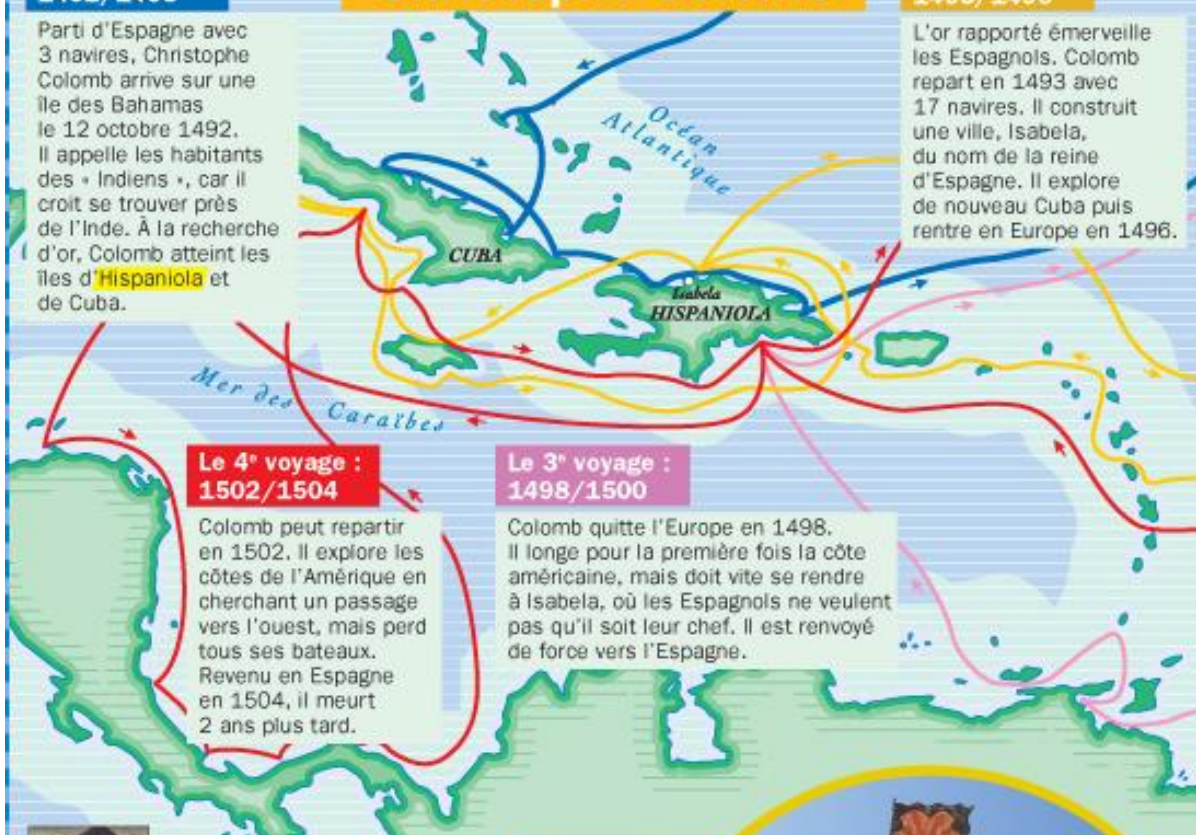 Parti d'Espagne avec
3 navires, Christophe
Colomb arrive sur une
île des Bahamas
le 12 octobre 1492.
Il appelle les habitants
des « Indiens », car il
croit se trouver près
de l'Inde. À la recherche
d'or, Colomb atteint les
îles d'Hispaniola et
de Cuba.
L'or rapporté émerveille
les Espagnols. Colomb
repart en 1493 avec
17 navires. Il construit
une ville, Isabela,
du nom de la reine
d'Espagne. Il explore
de nouveau Cuba puis
rentre en Europe en 1496.
Océan
Atlantique
CUBA
Isabela
HISPANIOLA
Mer des Caraïbes
Le 4e voyage :
1502/1504
Colomb peut repartir
en 1502. Il explore les
côtes de l'Amérique en
cherchant un passage
vers l'ouest, mais perd
tous ses bateaux.
Revenu en Espagne
en 1504, il meurt
2 ans plus tard.
Le 3e voyage :
1498/1500
Colomb quitte l'Europe en 1498.
Il longe pour la première fois la côte
américaine, mais doit vite se rendre
à Isabela, où les Espagnols ne veulent
pas qu'il soit leur chef. Il est renvoyé
de force vers l'Espagne.